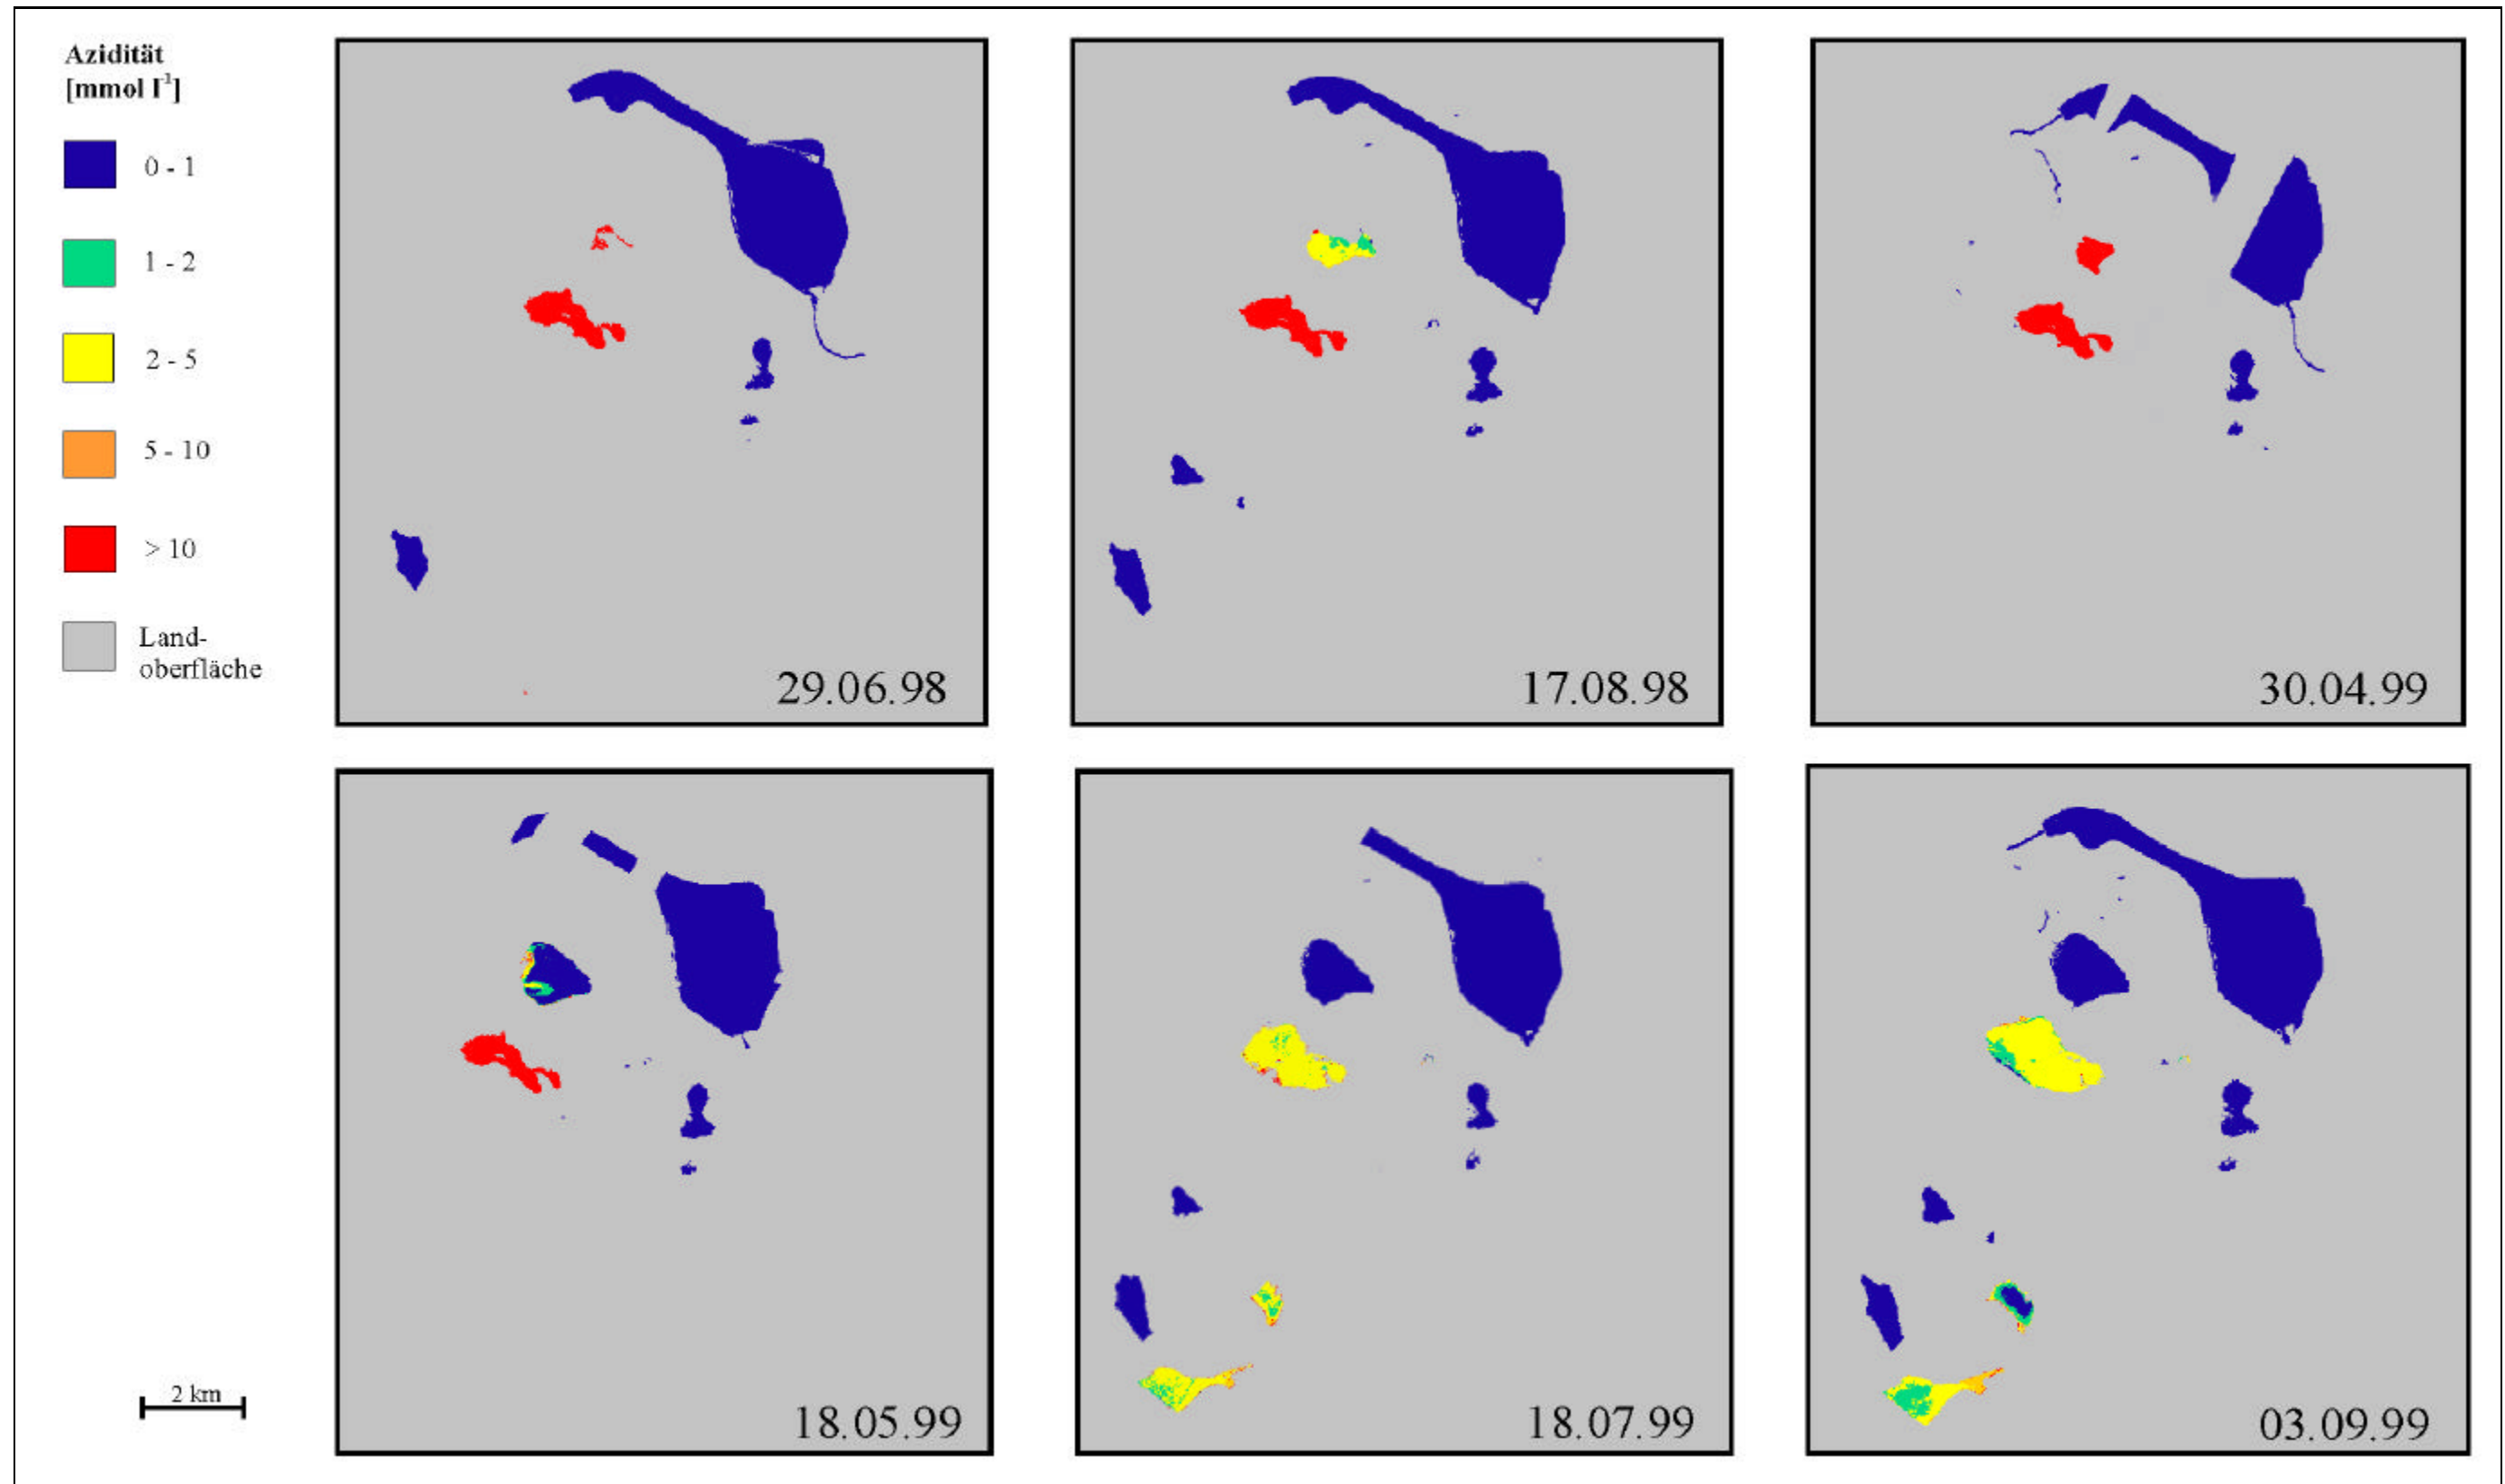 Azidität
[mmol l⁻¹]
0 - 1
1 - 2
2 - 5
5 - 10
> 10
Land-
oberfläche
29.06.98
17.08.98
30.04.99
18.05.99
18.07.99
03.09.99
2 km